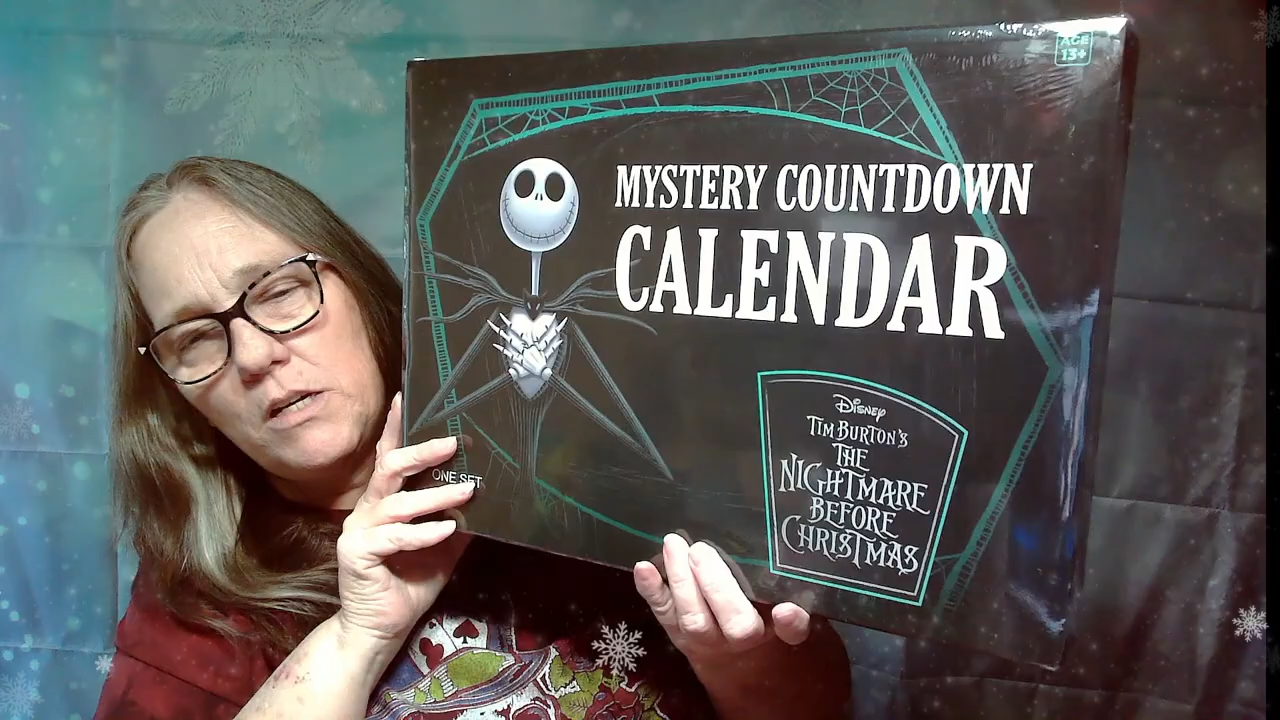 AGE
13+
MYSTERY COUNTDOWN
CALENDAR
DISNEY
TIM BURTON'S
THE
NIGHTMARE
BEFORE
CHRISTMAS
ONE SET